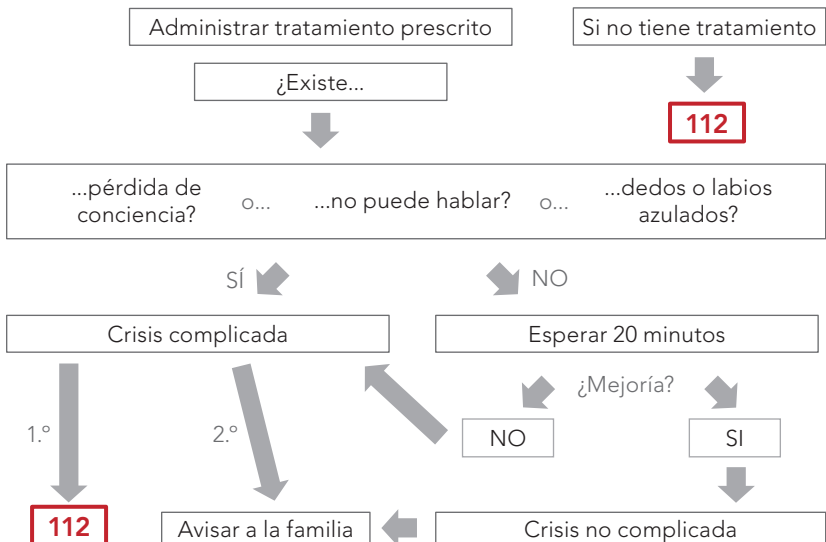 Administrar tratamiento prescrito
Si no tiene tratamiento
¿Existe...
112
...pérdida de
conciencia?
o...
...no puede hablar?
o...
...dedos o labios
azulados?
SÍ
NO
Crisis complicada
Esperar 20 minutos
¿Mejoría?
1.º
2.º
NO
SI
112
Avisar a la familia
Crisis no complicada